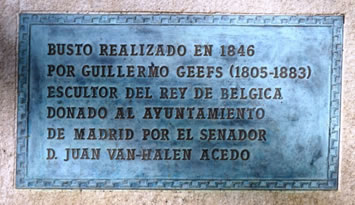 BUSTO REALIZADO EN 1846
POR GUILLERMO GEEFS (1805-1883)
ESCULTOR DEL REY DE BELGICA
DONADO AL AYUNTAMIENTO
DE MADRID POR EL SENADOR
D. JUAN VAN-HALEN ACEDO